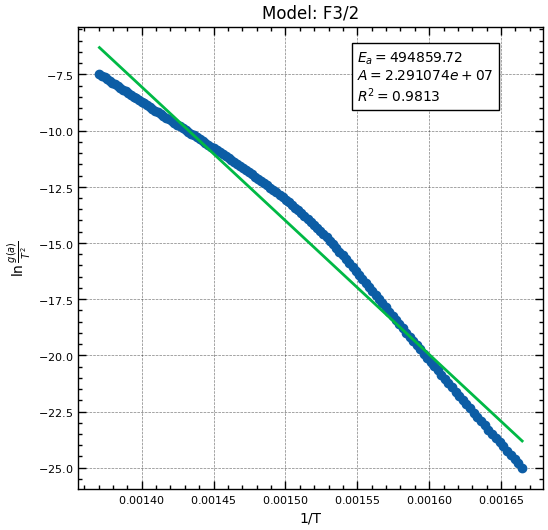 Model: F3/2
E_a = 494859.72
A = 2.291074e + 07
R² = 0.9813
−7.5
−10.0
−12.5
−15.0
−17.5
−20.0
−22.5
−25.0
ln g(a)/T²
0.00140 0.00145 0.00150 0.00155 0.00160 0.00165
1/T